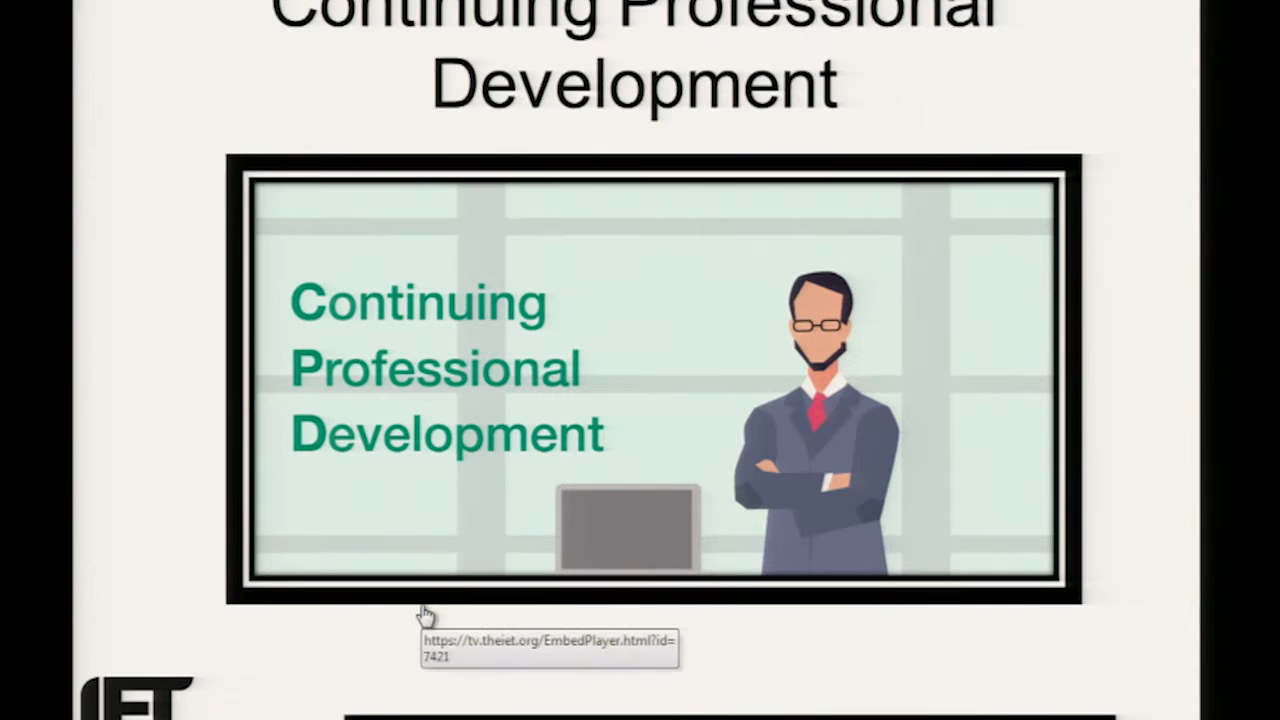 Continuing Professional
Development
Continuing
Professional
Development
https://tv.theiet.org/EmbedPlayer.html?id=
7421
IET